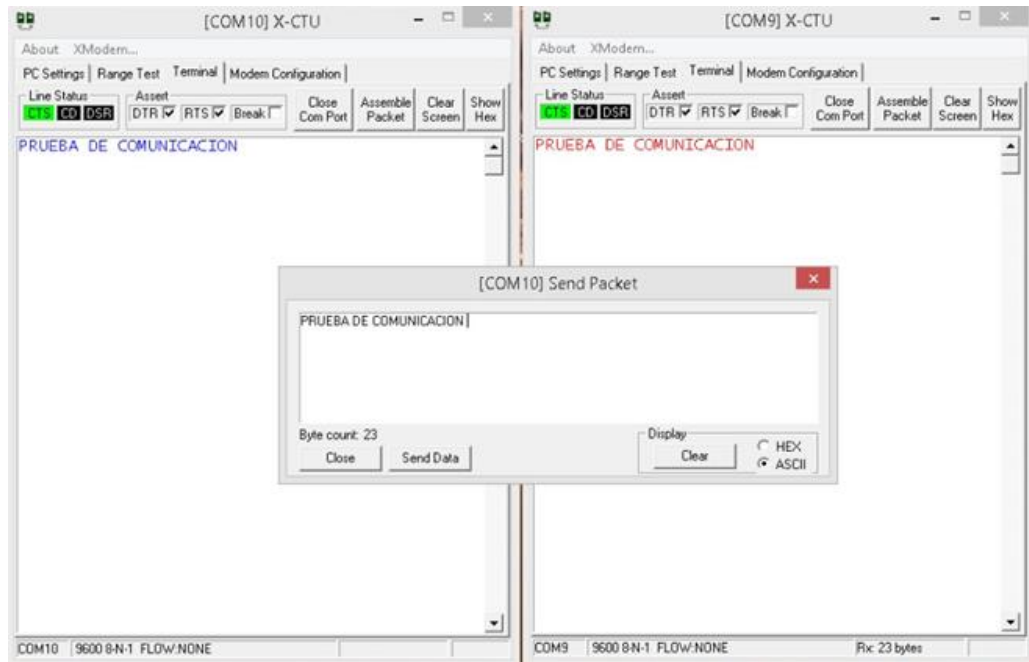 [COM10] X-CTU
About XModem...
PC Settings Range Test Terminal Modem Configuration
Line Status Assert
CTS CD DSR DTR RTS Break Close Com Port Assemble Packet Clear Screen Show Hex
PRUEBA DE COMUNICACION
COM10 9600 8-N-1 FLOW:NONE
[COM9] X-CTU
About XModem...
PC Settings Range Test Terminal Modem Configuration
Line Status Assert
CTS CD DSR DTR RTS Break Close Com Port Assemble Packet Clear Screen Show Hex
PRUEBA DE COMUNICACION
COM9 9600 8-N-1 FLOW:NONE Rx: 23 bytes
[COM10] Send Packet
PRUEBA DE COMUNICACION
Byte count: 23
Display
Close Send Data Clear HEX
ASCII